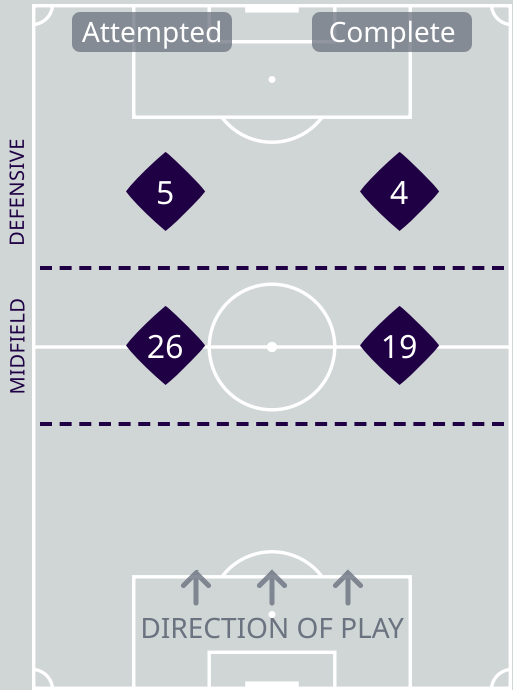 Attempted
Complete
DEFENSIVE
5
4
MIDFIELD
26
19
DIRECTION OF PLAY